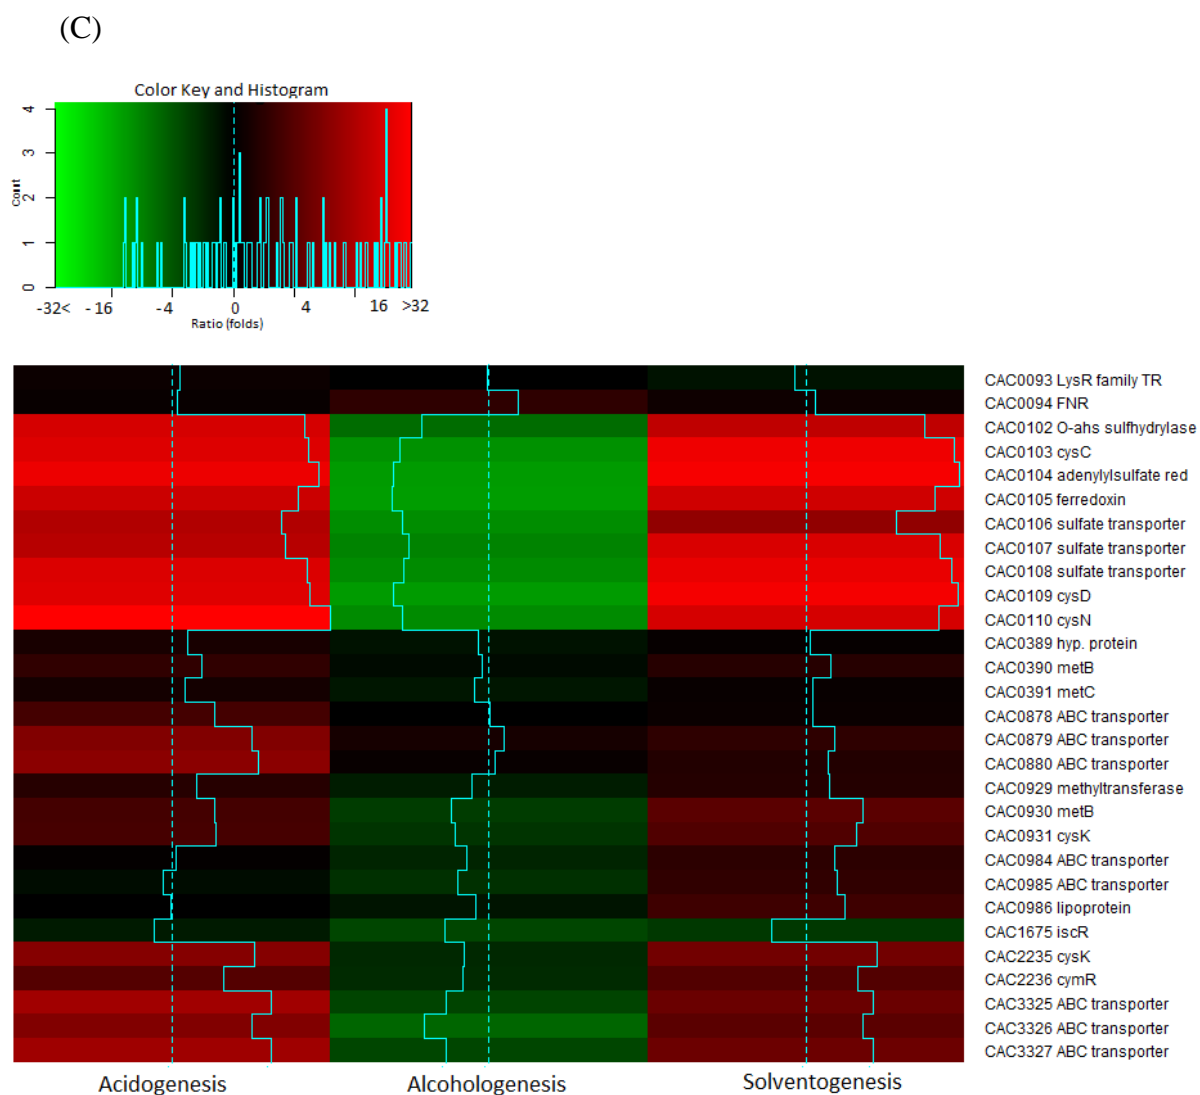 (C)
Color Key and Histogram
Count
4
3
2
1
0
-32< -16 -4 0 4 16 >32
Ratio (folds)
CAC0093 LysR family TR
CAC0094 FNR
CAC0102 O-ahs sulfhydrylase
CAC0103 cysC
CAC0104 adenylylsulfate red
CAC0105 ferredoxin
CAC0106 sulfate transporter
CAC0107 sulfate transporter
CAC0108 sulfate transporter
CAC0109 cysD
CAC0110 cysN
CAC0389 hyp. protein
CAC0390 metB
CAC0391 metC
CAC0878 ABC transporter
CAC0879 ABC transporter
CAC0880 ABC transporter
CAC0929 methyltransferase
CAC0930 metB
CAC0931 cysK
CAC0984 ABC transporter
CAC0985 ABC transporter
CAC0986 lipoprotein
CAC1675 iscR
CAC2235 cysK
CAC2236 cymR
CAC3325 ABC transporter
CAC3326 ABC transporter
CAC3327 ABC transporter
Acidogenesis Alcohologenesis Solventogenesis